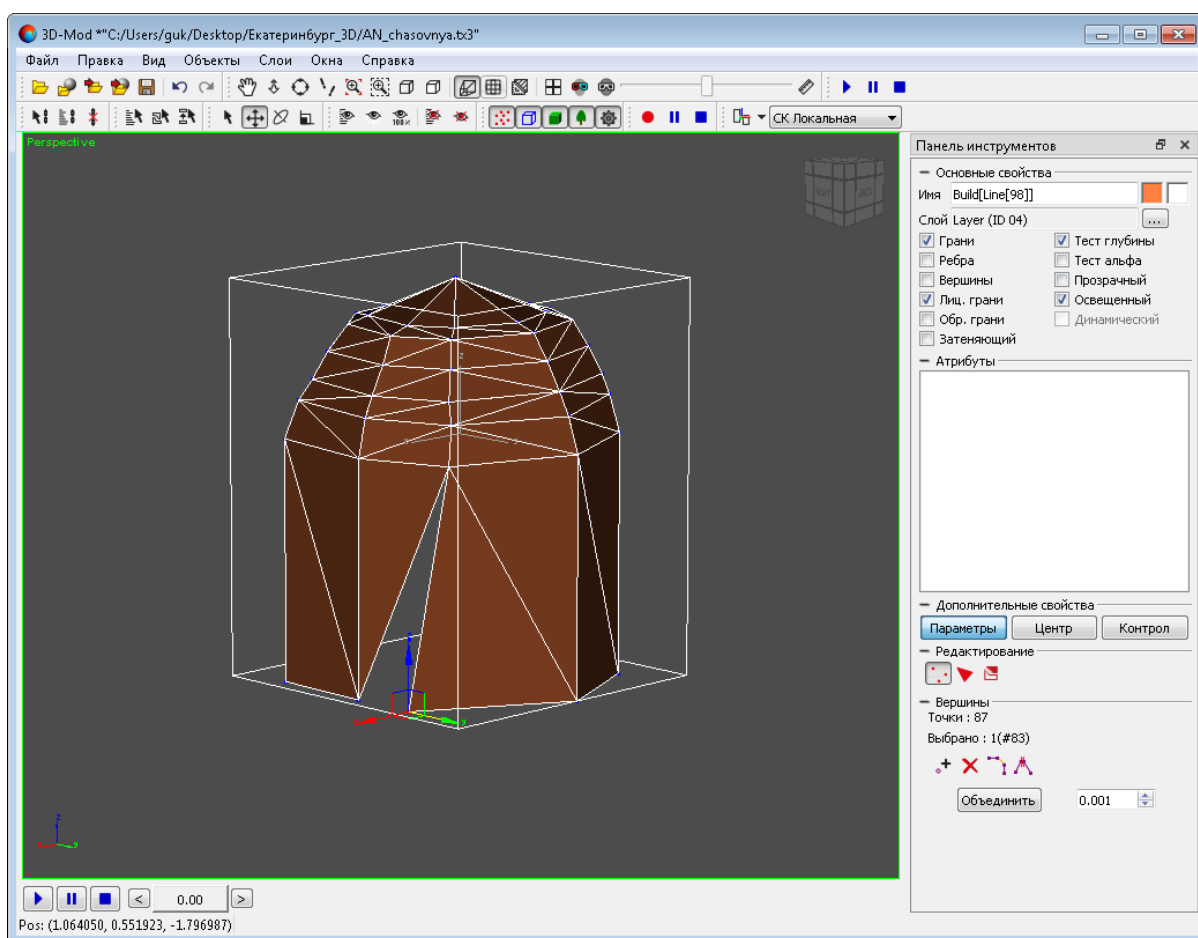 3D-Mod *"C:/Users/guk/Desktop/Екатеринбург_3D/AN_chasovnya.tx3"
Файл Правка Вид Объекты Слои Окна Справка
100%
СК Локальная
Perspective
Панель инструментов
Основные свойства
Имя Build[Line[98]]
Слой Layer (ID 04) ...
Грани Тест глубины
Ребра Тест альфа
Вершины Прозрачный
Лиц. грани Освещенный
Обр. грани Динамический
Затеняющий
Атрибуты
z
Дополнительные свойства
Параметры Центр Контрол
Редактирование
Вершины
Точки : 87
Выбрано : 1(#83)
Объединить 0.001
z
x y
< 0.00 >
Pos: (1.064050, 0.551923, -1.796987)